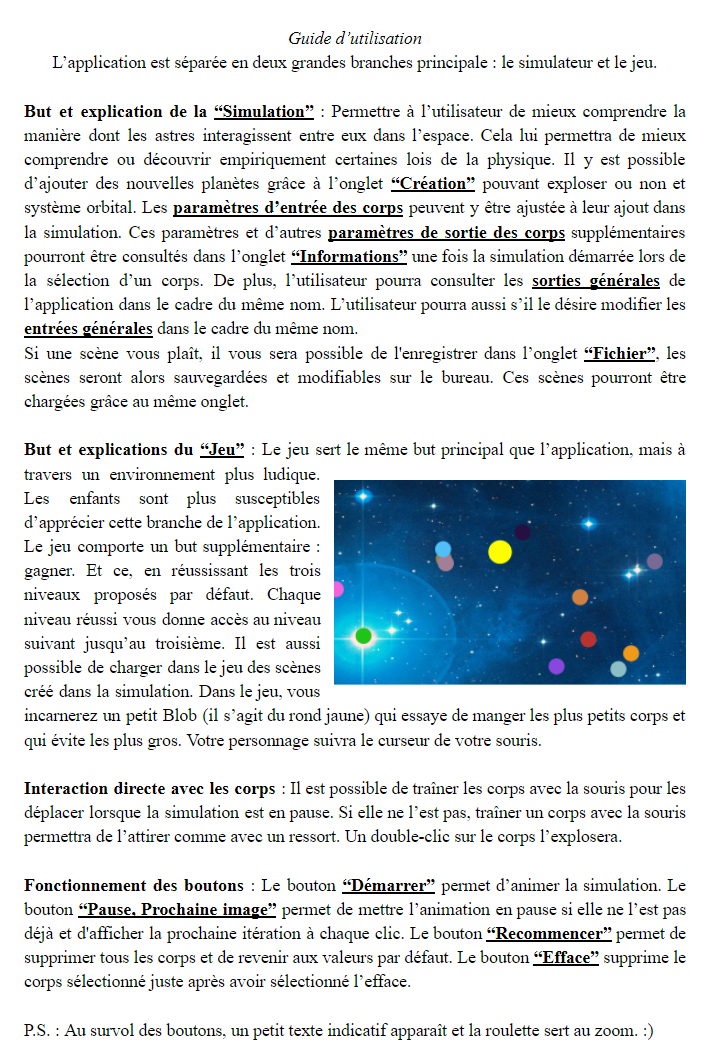 Guide d’utilisation
L’application est séparée en deux grandes branches principale : le simulateur et le jeu.
But et explication de la “Simulation” : Permettre à l’utilisateur de mieux comprendre la
manière dont les astres interagissent entre eux dans l’espace. Cela lui permettra de mieux
comprendre ou découvrir empiriquement certaines lois de la physique. Il y est possible
d’ajouter des nouvelles planètes grâce à l’onglet “Création” pouvant exploser ou non et
système orbital. Les paramètres d’entrée des corps peuvent y être ajustée à leur ajout dans
la simulation. Ces paramètres et d’autres paramètres de sortie des corps supplémentaires
pourront être consultés dans l’onglet “Informations” une fois la simulation démarrée lors de
la sélection d’un corps. De plus, l’utilisateur pourra consulter les sorties générales de
l’application dans le cadre du même nom. L’utilisateur pourra aussi s’il le désire modifier les
entrées générales dans le cadre du même nom.
Si une scène vous plaît, il vous sera possible de l'enregistrer dans l’onglet “Fichier”, les
scènes seront alors sauvegardées et modifiables sur le bureau. Ces scènes pourront être
chargées grâce au même onglet.
But et explications du “Jeu” : Le jeu sert le même but principal que l’application, mais à
travers un environnement plus ludique.
Les enfants sont plus susceptibles
d’apprécier cette branche de l’application.
Le jeu comporte un but supplémentaire :
gagner. Et ce, en réussissant les trois
niveaux proposés par défaut. Chaque
niveau réussi vous donne accès au niveau
suivant jusqu’au troisième. Il est aussi
possible de charger dans le jeu des scènes
créé dans la simulation. Dans le jeu, vous
incarnerez un petit Blob (il s’agit du rond jaune) qui essaye de manger les plus petits corps et
qui évite les plus gros. Votre personnage suivra le curseur de votre souris.
Interaction directe avec les corps : Il est possible de traîner les corps avec la souris pour les
déplacer lorsque la simulation est en pause. Si elle ne l’est pas, traîner un corps avec la souris
permettra de l’attirer comme avec un ressort. Un double-clic sur le corps l’explosera.
Fonctionnement des boutons : Le bouton “Démarrer” permet d’animer la simulation. Le
bouton “Pause, Prochaine image” permet de mettre l’animation en pause si elle ne l’est pas
déjà et d'afficher la prochaine itération à chaque clic. Le bouton “Recommencer” permet de
supprimer tous les corps et de revenir aux valeurs par défaut. Le bouton “Efface” supprime le
corps sélectionné juste après avoir sélectionné l’efface.
P.S. : Au survol des boutons, un petit texte indicatif apparaît et la roulette sert au zoom. :)